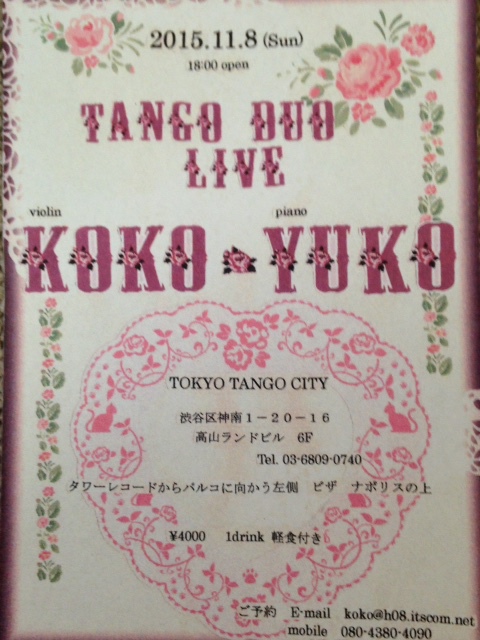 2015.11.8 (Sun)
18:00 open
TANGO DUO
LIVE
violin piano
KOKO YUKO
TOKYO TANGO CITY
渋谷区神南1-20-16
高山ランドビル 6F
Tel. 03-6809-0740
タワーレコードからパルコに向かう左側 ピザ ナポリスの上
¥4000 1drink 軽食付き
ご予約 E-mail koko@h08.itscom.net
mobile 080-4380-4090